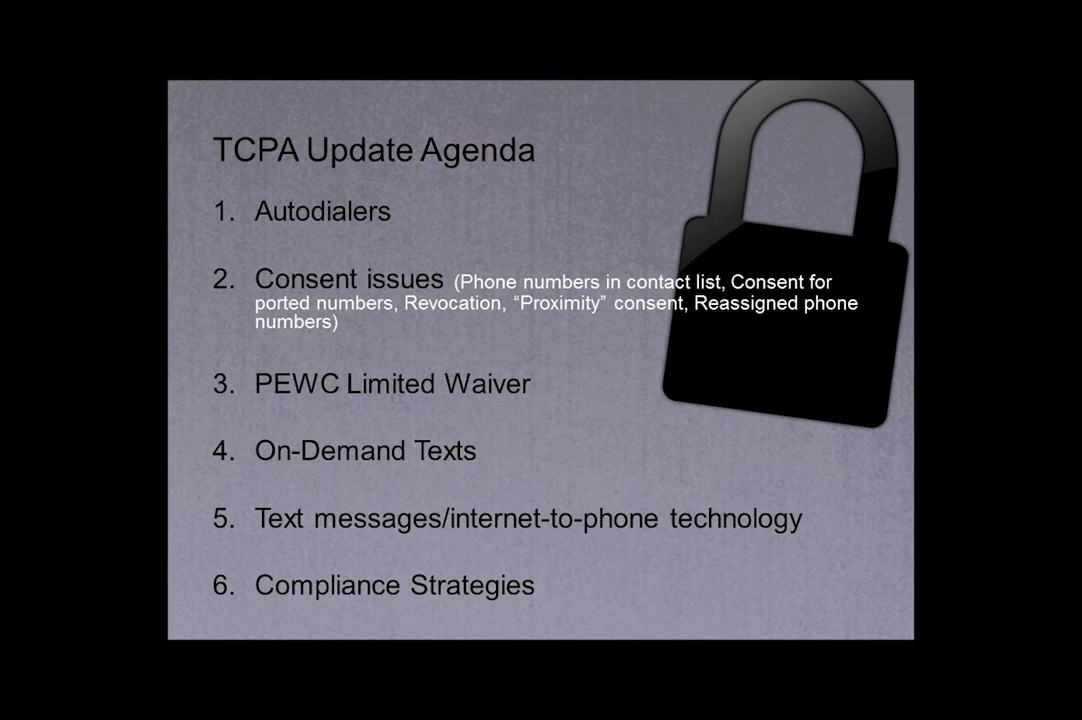 TCPA Update Agenda
1. Autodialers
2. Consent issues (Phone numbers in contact list, Consent for
ported numbers, Revocation, “Proximity” consent, Reassigned phone
numbers)
3. PEWC Limited Waiver
4. On-Demand Texts
5. Text messages/internet-to-phone technology
6. Compliance Strategies